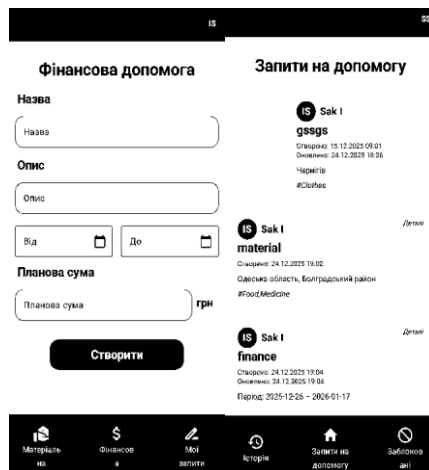 IS
Фінансова допомога
Назва
Назва
Опис
Опис
Від
До
Планова сума
Планова сума
грн
Створити
Матеріаль
на
Фінансов
а
Мої
запити
SS
Запити на допомогу
IS Sak I
gssgs
Створено: 15.12.2025 09:01
Оновлено: 24.12.2025 18:36
Чернігів
#Clothes
IS Sak I
Деталі
material
Створено: 24.12.2025 19:02
Одеська область, Болградський район
#Food,Medicine
IS Sak I
Деталі
finance
Створено: 24.12.2025 19:04
Оновлено: 24.12.2025 19:04
Період: 2025-12-26 – 2026-01-17
Історія
Запити на
допомогу
Заблоков
ані